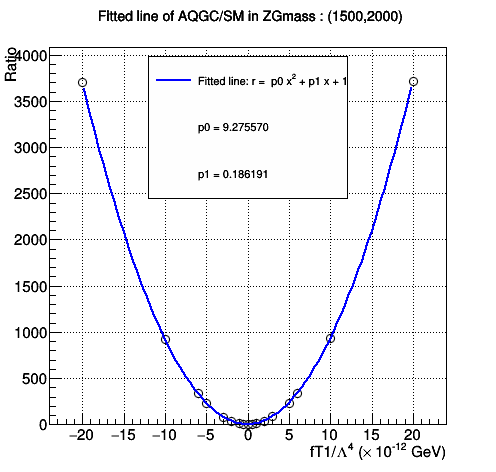 FItted line of AQGC/SM in ZGmass : (1500,2000)
Ratio
4000
3500
3000
2500
2000
1500
1000
500
0
Fitted line: r = p0 x² + p1 x + 1
p0 = 9.275570
p1 = 0.186191
−20 −15 −10 −5 0 5 10 15 20
fT1/Λ⁴ (× 10⁻¹² GeV)